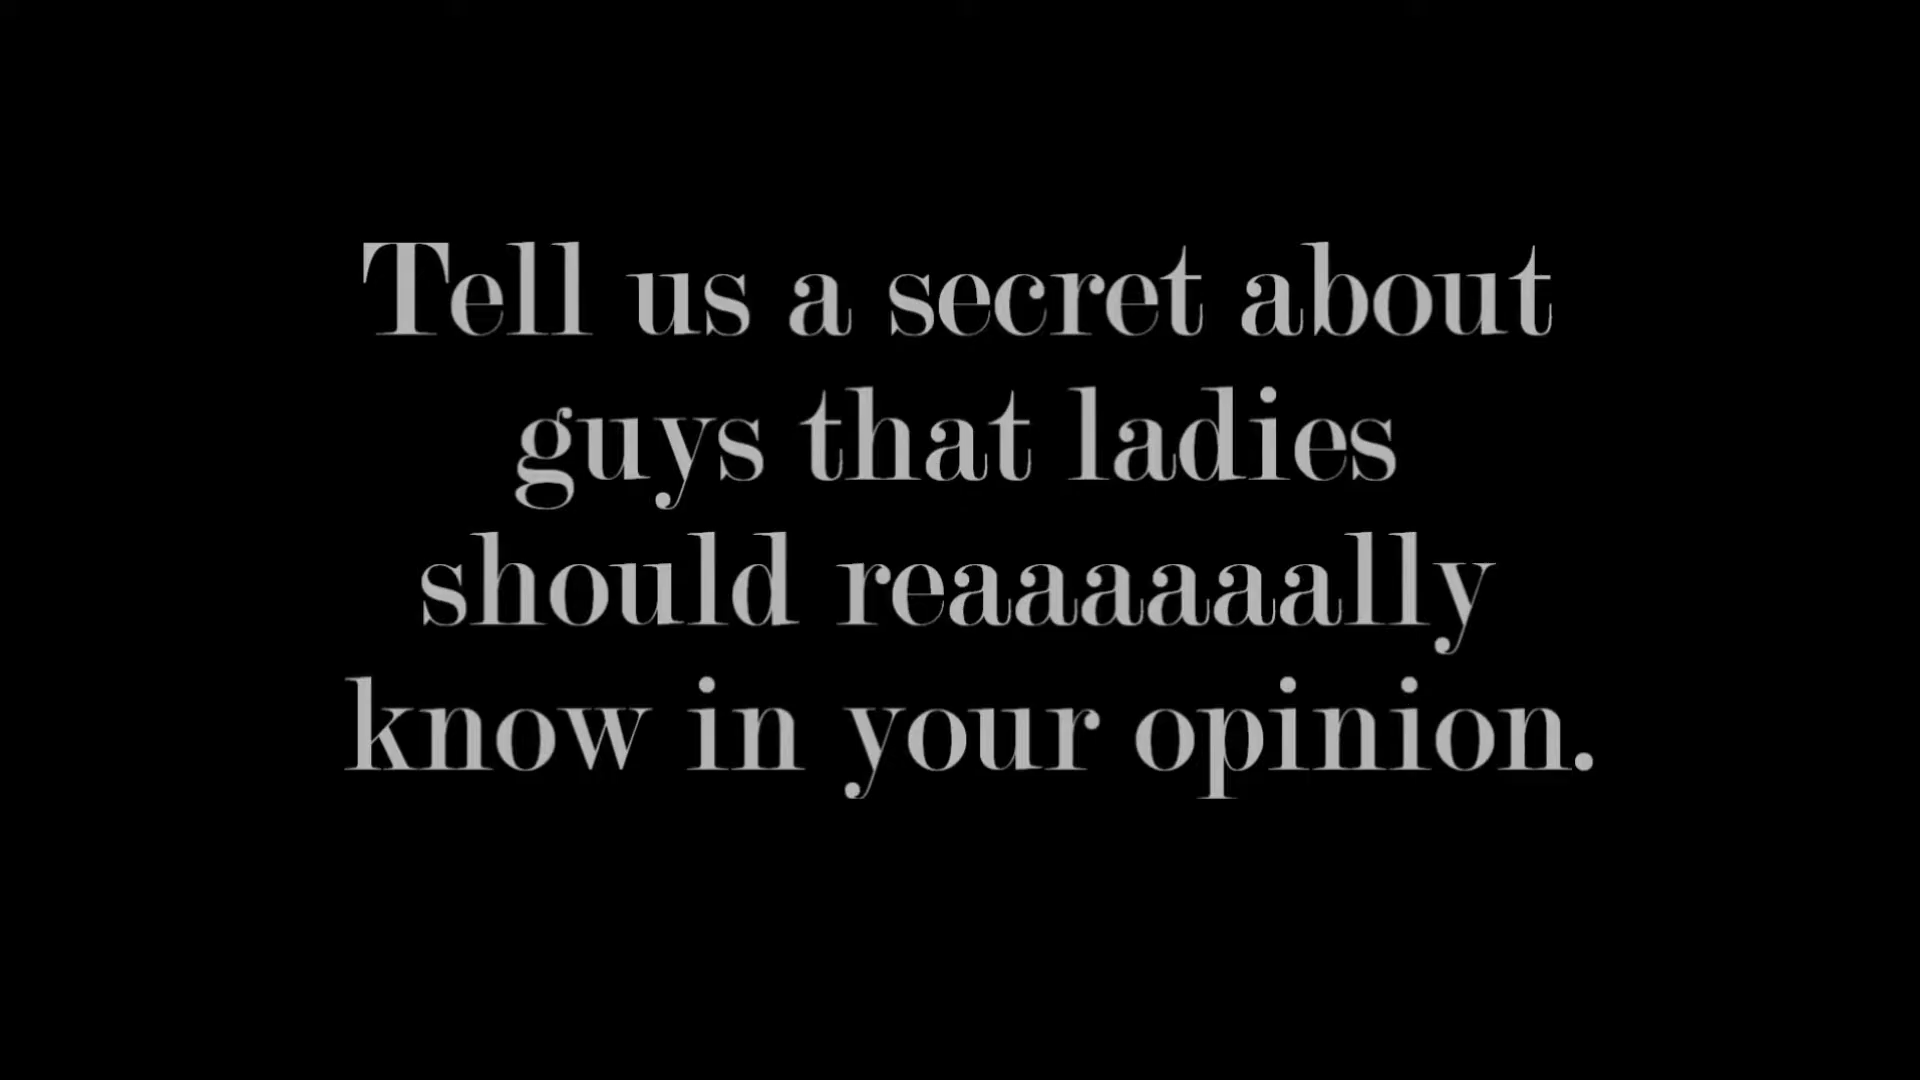 Tell us a secret about
guys that ladies
should reaaaaaally
know in your opinion.